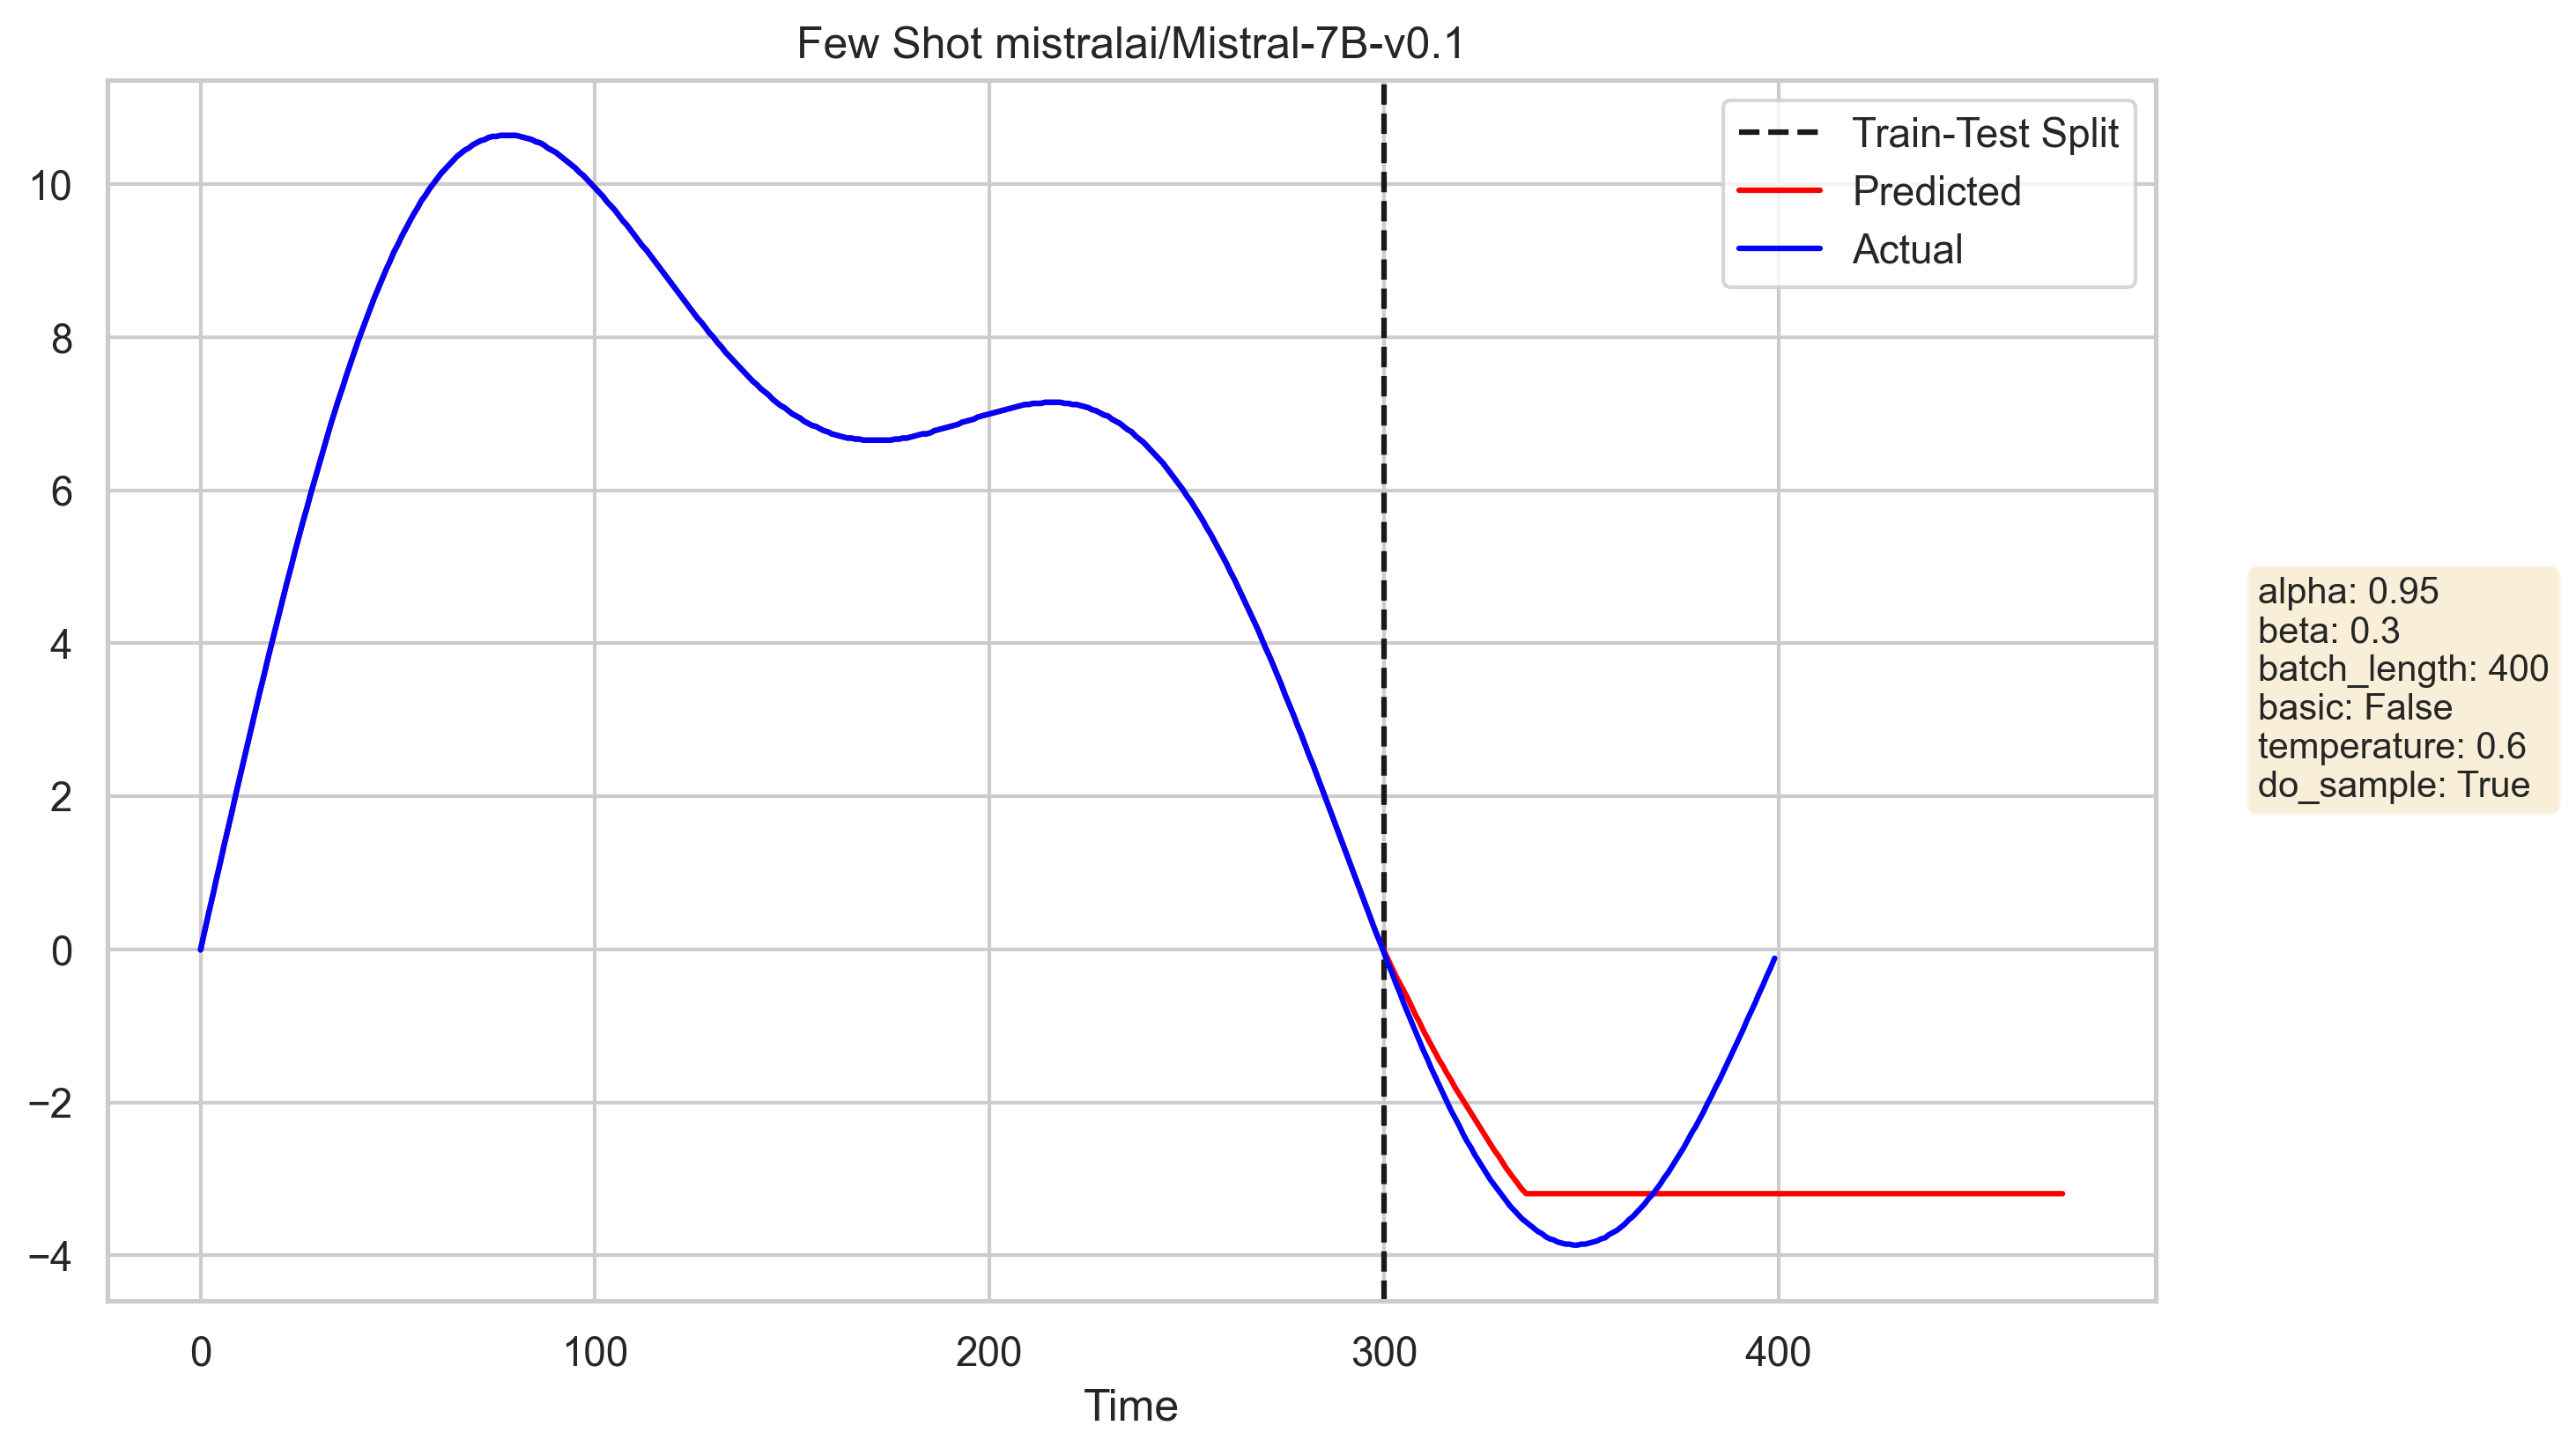 Few Shot mistralai/Mistral-7B-v0.1
Train-Test Split
Predicted
Actual
10
8
6
4
2
0
−2
−4
0
100
200
300
400
Time
alpha: 0.95
beta: 0.3
batch_length: 400
basic: False
temperature: 0.6
do_sample: True